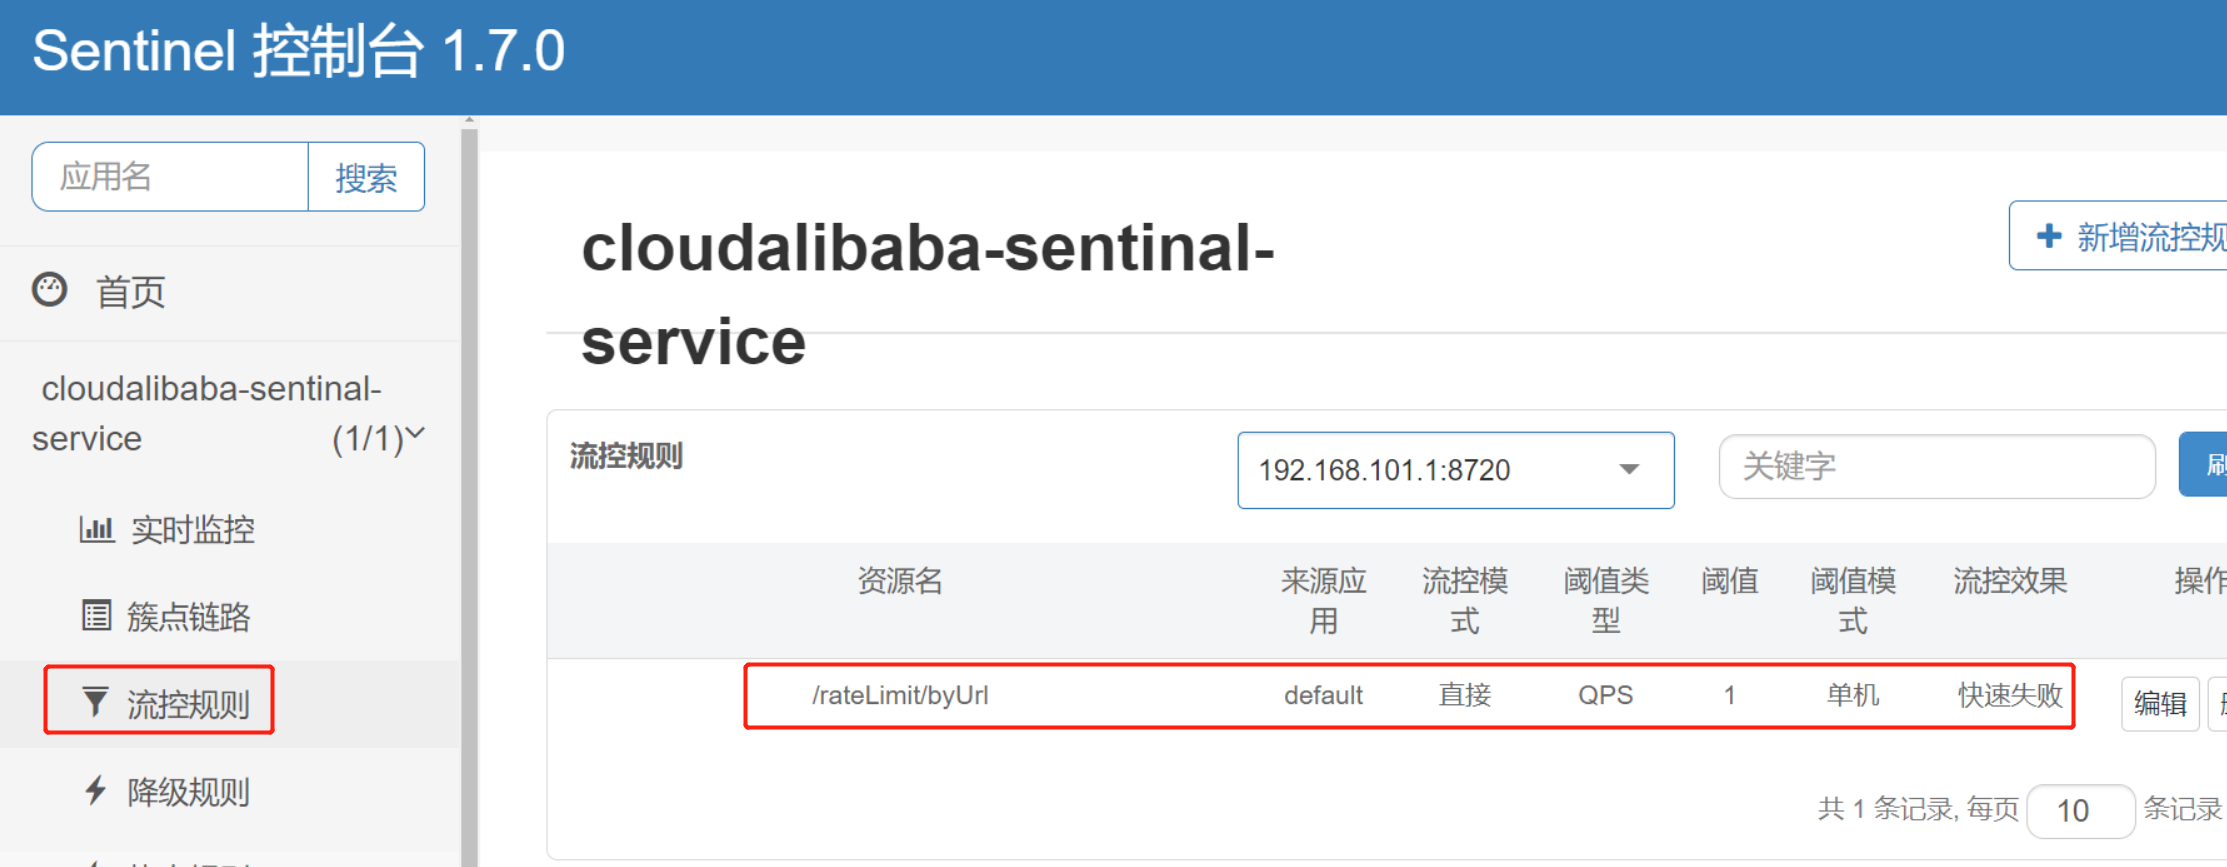 Sentinel 控制台 1.7.0
应用名 搜索
首页
cloudalibaba-sentinal-
service (1/1)
实时监控
簇点链路
流控规则
降级规则
cloudalibaba-sentinal-
service
新增流控规
流控规则 192.168.101.1:8720 关键字 刷
资源名 来源应 流控模 阈值类 阈值 阈值模 流控效果 操作
用 式 型 式
/rateLimit/byUrl default 直接 QPS 1 单机 快速失败 编辑
共 1 条记录, 每页 10 条记录